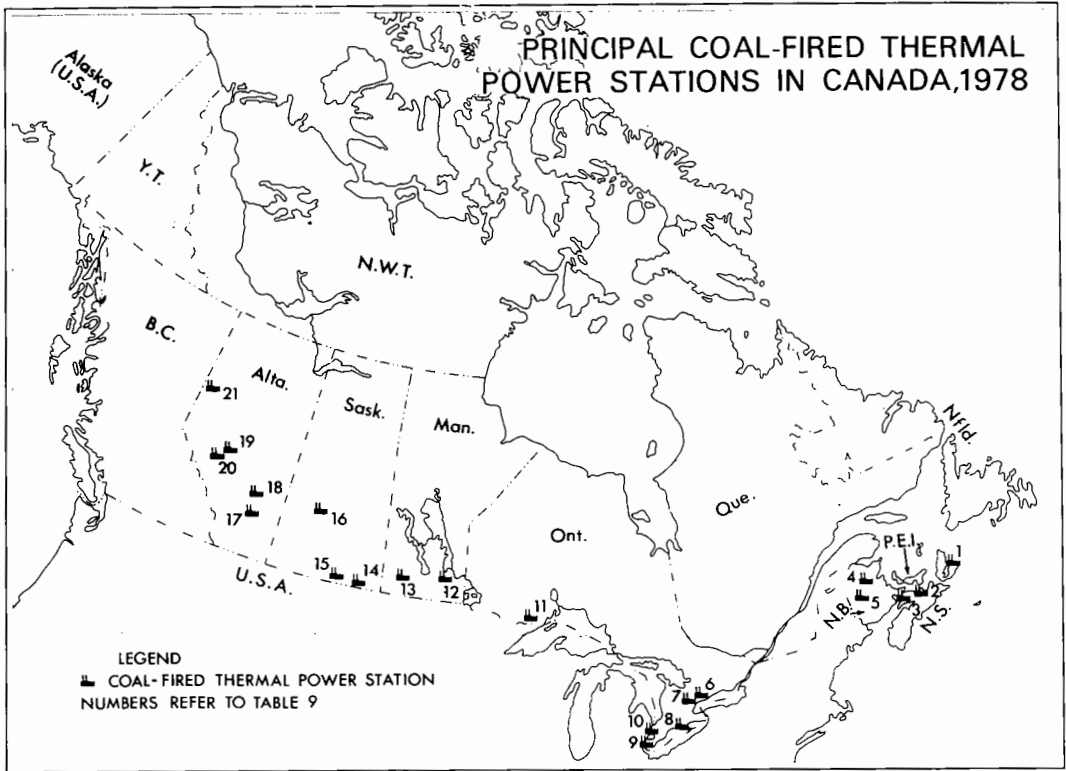 PRINCIPAL COAL-FIRED THERMAL
POWER STATIONS IN CANADA,1978
Alaska
(U.S.A.)
Y.T.
N.W.T.
B.C.
Alta.
Sask.
Man.
Ont.
Que.
Nfld.
P.E.I.
N.B.
N.S.
U.S.A.
21
19
20
18
17
16
15
14
13
12
11
1
2
3
4
5
6
7
8
10
9
LEGEND
COAL-FIRED THERMAL POWER STATION
NUMBERS REFER TO TABLE 9